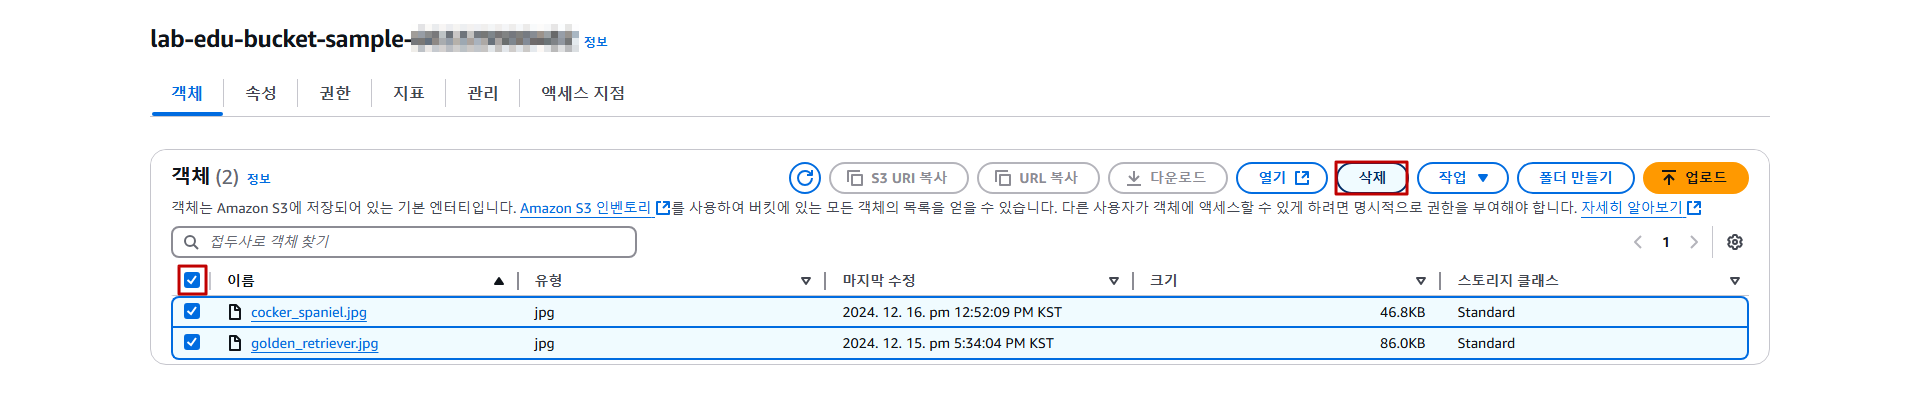 lab-edu-bucket-sample- 정보
객체 속성 권한 지표 관리 액세스 지점
객체 (2) 정보 S3 URI 복사 URL 복사 다운로드 열기 삭제 작업 폴더 만들기 업로드
객체는 Amazon S3에 저장되어 있는 기본 엔터티입니다. Amazon S3 인벤토리 를 사용하여 버킷에 있는 모든 객체의 목록을 얻을 수 있습니다. 다른 사용자가 객체에 액세스할 수 있게 하려면 명시적으로 권한을 부여해야 합니다. 자세히 알아보기
접두사로 객체 찾기 1
이름 유형 마지막 수정 크기 스토리지 클래스
cocker_spaniel.jpg jpg 2024. 12. 16. pm 12:52:09 PM KST 46.8KB Standard
golden_retriever.jpg jpg 2024. 12. 15. pm 5:34:04 PM KST 86.0KB Standard